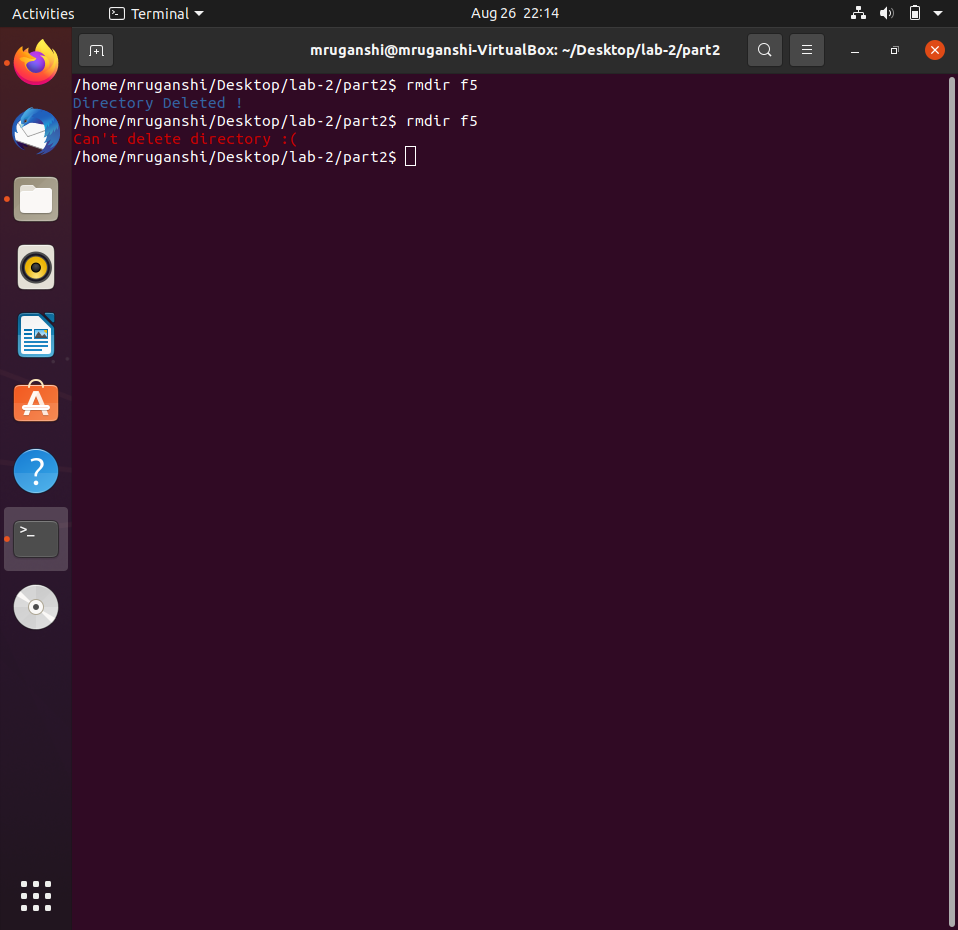 Activities
Terminal
Aug 26 22:14
mruganshi@mruganshi-VirtualBox: ~/Desktop/lab-2/part2
/home/mruganshi/Desktop/lab-2/part2$ rmdir f5
Directory Deleted !
/home/mruganshi/Desktop/lab-2/part2$ rmdir f5
Can't delete directory :(
/home/mruganshi/Desktop/lab-2/part2$